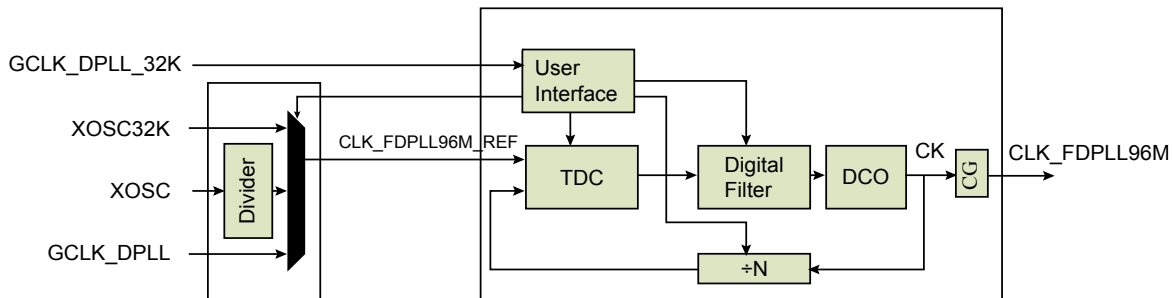 GCLK_DPLL_32K
User
Interface
XOSC32K
CLK_FDPLL96M_REF
XOSC
Divider
TDC
Digital
Filter
DCO
CK
CG
CLK_FDPLL96M
GCLK_DPLL
÷N